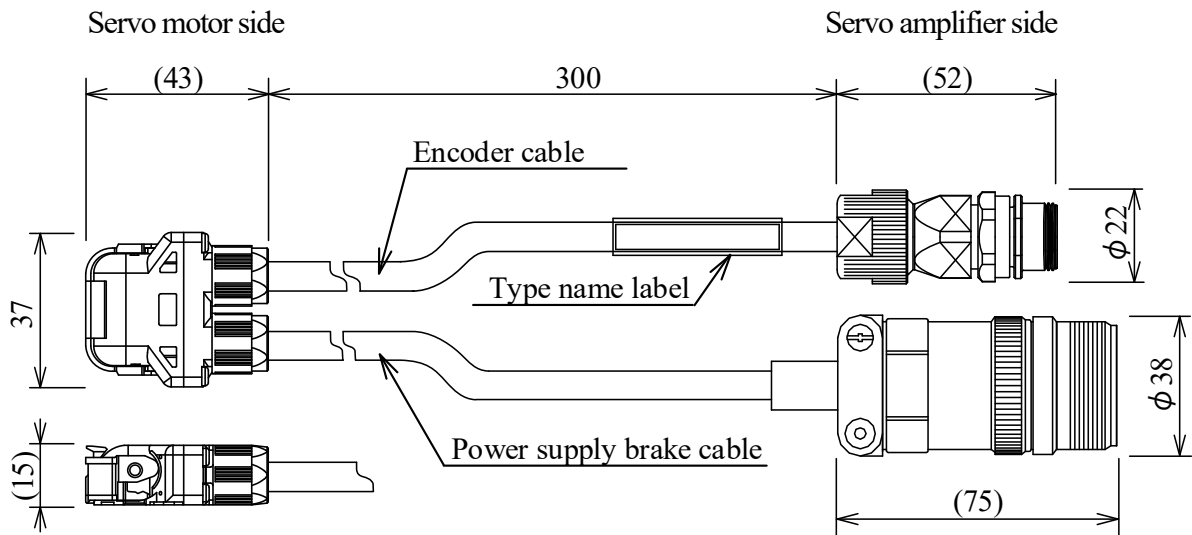 Servo motor side
Servo amplifier side
(43)
300
(52)
Encoder cable
ϕ22
Type name label
37
ϕ38
Power supply brake cable
(15)
(75)